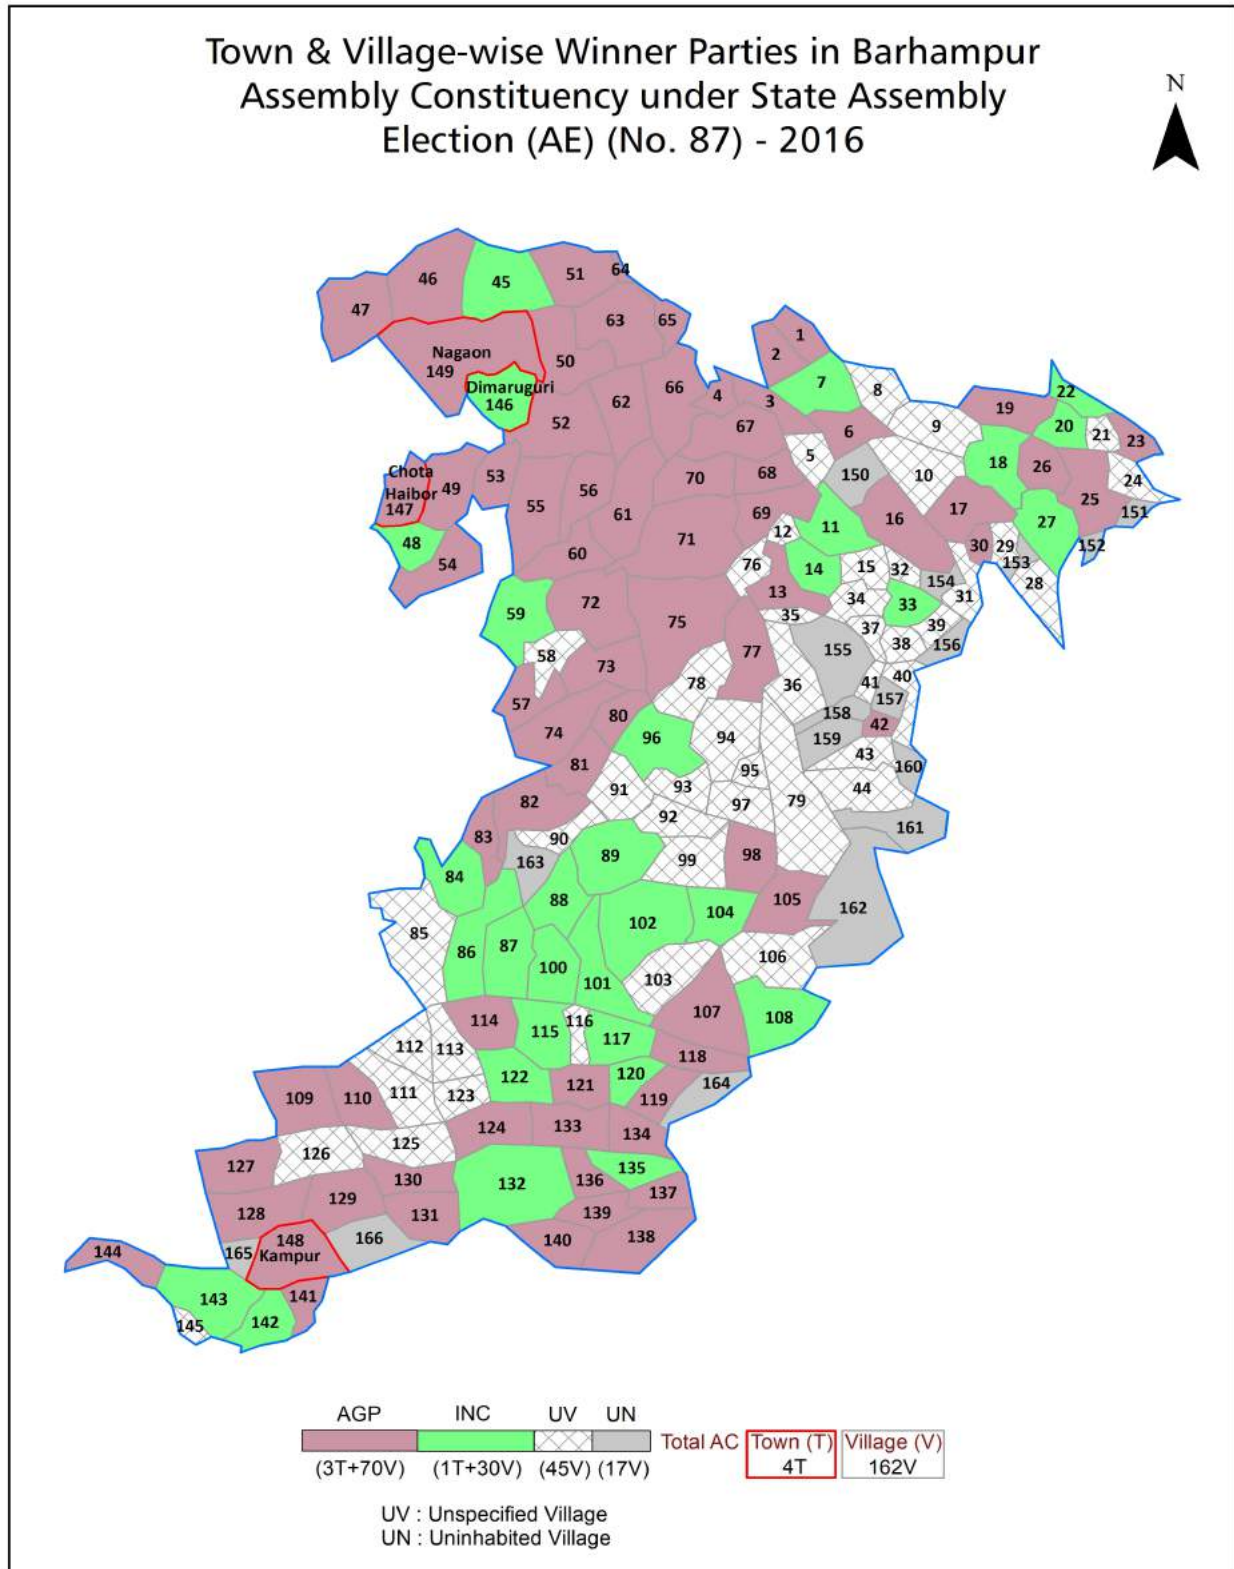 Town & Village-wise Winner Parties in Barhampur
Assembly Constituency under State Assembly
Election (AE) (No. 87) - 2016
N
64
46 45 51
47 63 65
Nagaon
149
50
1
2
Dimaruguri
146
66 4 3 7 8 22
62 19
52 67 6 9 20 21 23
5 18 26
Chota
Haibor
147
49 53 70 68 150 10 24
56 25
55 61 69 16 17 151
48 71 12 11 27
60 30 29 152
54 76 14 15 32 153
154 28
72 13 34 33 31
59 75 35 37 39
58 77 155 38 156
73 78 36 41 40
57 80 158 157
74 96 94 159 42
81 95 43 160
91 93 79 44
82 92 97
83 90 161
163 89 99 98
84
88 104 105 162
85 102
86 87 106
100 103
101
114 116 107 108
112 113 115 117
118
122 121 120 164
109 110 111 123 119
124 133 134
126 125
127 130 132 136 135
129 137
128 131 139
148
Kampur
165 166 140 138
144
143 141
145 142
AGP INC UV UN
Total AC Town (T) Village (V)
4T 162V
(3T+70V) (1T+30V) (45V) (17V)
UV : Unspecified Village
UN : Uninhabited Village